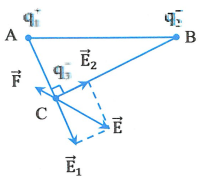 q₁⁺ q₂⁻
A B
q₃⁻ E⃗₂
F⃗
C
E⃗
E⃗₁